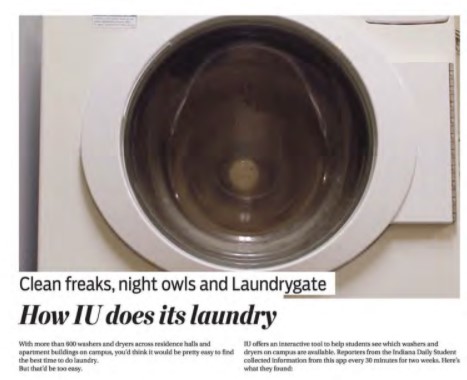 Clean freaks, night owls and Laundrygate
How IU does its laundry
With more than 600 washers and dryers across residence halls and
apartment buildings on campus, you'd think it would be pretty easy to find
the best time to do laundry.
But that'd be too easy.
IU offers an interactive tool to help students see which washers and
dryers on campus are available. Reporters from the Indiana Daily Student
collected information from this app every 30 minutes for two weeks. Here's
what they found: